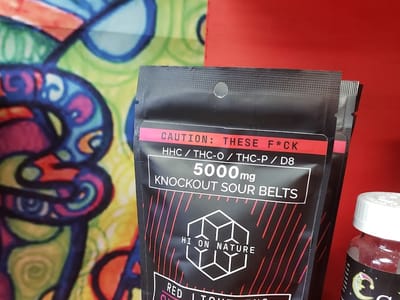 CAUTION: THESE F*CK
HHC / THC-O / THC-P / D8
5000mg
KNOCKOUT SOUR BELTS
HI ON NATURE
RED